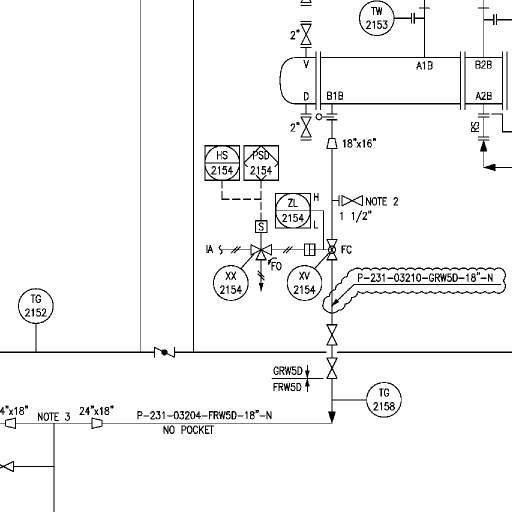 TW
2153
2"
V
A1B
B2B
D
B1B
A2B
2"
RS
18"x16"
HS
2154
PSD
2154
ZL
2154
H
L
NOTE 2
1 1/2"
S
IA
FO
FC
XX
2154
XV
2154
P-231-03210-GRW5D-18"-N
TG
2152
GRW5D
FRW5D
TG
2158
4"x18"
NOTE 3
24"x18"
P-231-03204-FRW5D-18"-N
NO POCKET